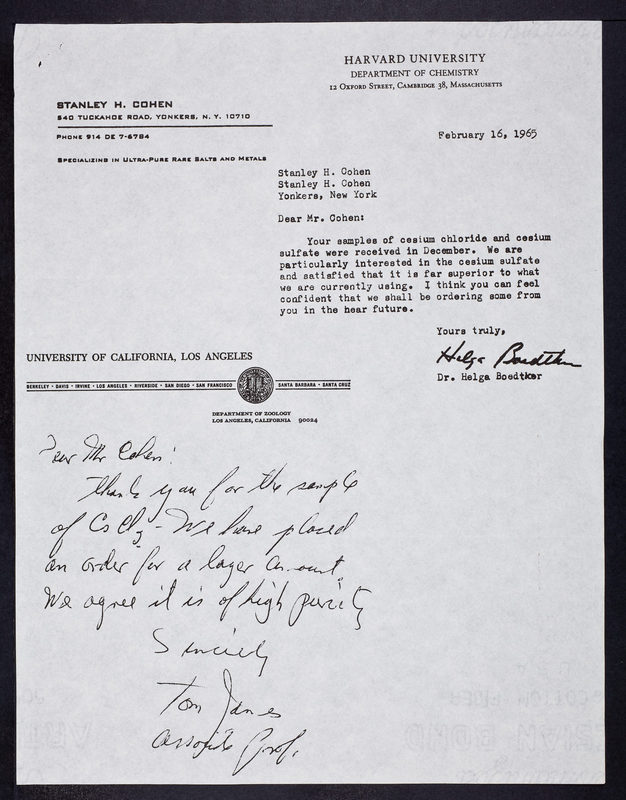 HARVARD UNIVERSITY
DEPARTMENT OF CHEMISTRY
12 OXFORD STREET, CAMBRIDGE 38, MASSACHUSETTS
STANLEY H. COHEN
540 TUCKAHOE ROAD, YONKERS, N. Y. 10710
PHONE 914 DE 7-6784
SPECIALIZING IN ULTRA-PURE RARE SALTS AND METALS
February 16, 1965
Stanley H. Cohen
Stanley H. Cohen
Yonkers, New York
Dear Mr. Cohen:
Your samples of cesium chloride and cesium
sulfate were received in December. We are
particularly interested in the cesium sulfate
and satisfied that it is far superior to what
we are currently using. I think you can feel
confident that we shall be ordering some from
you in the hear future.
Yours truly,
Helga Boedtker
Dr. Helga Boedtker
UNIVERSITY OF CALIFORNIA, LOS ANGELES
BERKELEY · DAVIS · IRVINE · LOS ANGELES · RIVERSIDE · SAN DIEGO · SAN FRANCISCO
SANTA BARBARA · SANTA CRUZ
DEPARTMENT OF ZOOLOGY
LOS ANGELES, CALIFORNIA 90024
Dear Mr Cohen:
Thank you for the sample
of CsCl2 - We have placed
an order for a larger amount.
We agree it is of high purity
Sincerely
Tom James
Associate Prof.